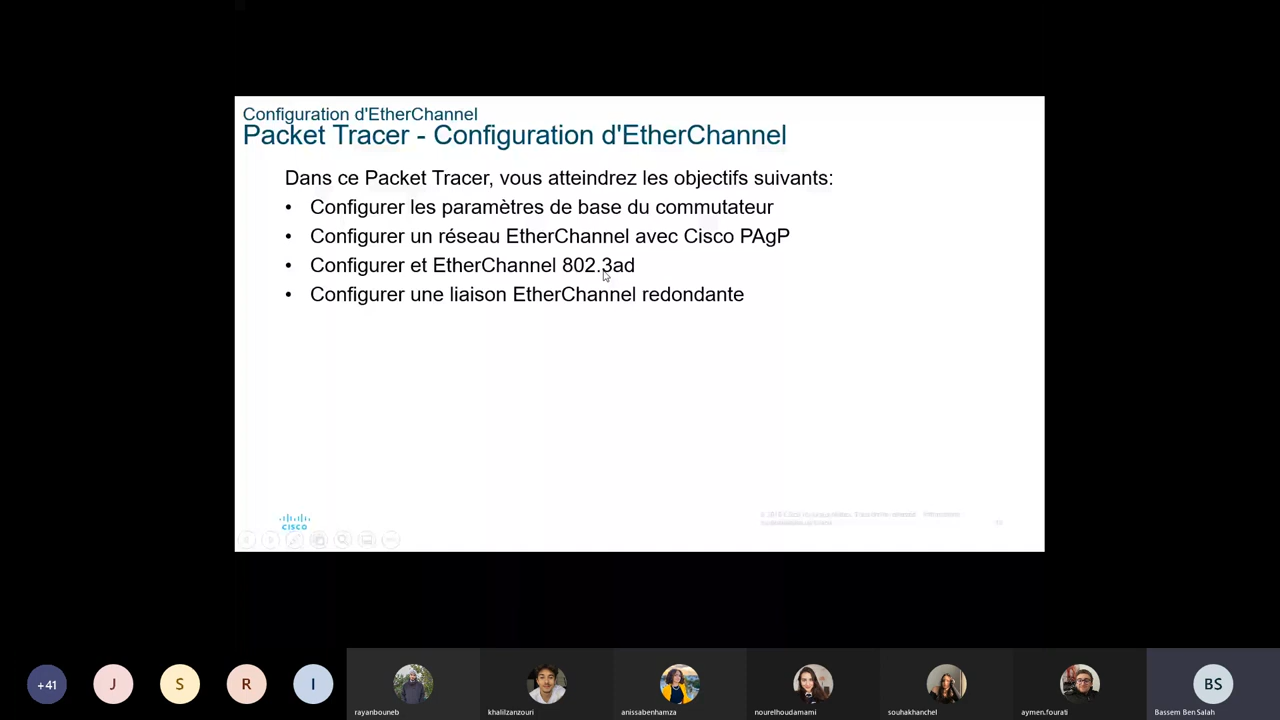 Configuration d'EtherChannel
Packet Tracer - Configuration d'EtherChannel
Dans ce Packet Tracer, vous atteindrez les objectifs suivants:
• Configurer les paramètres de base du commutateur
• Configurer un réseau EtherChannel avec Cisco PAgP
• Configurer et EtherChannel 802.3ad
• Configurer une liaison EtherChannel redondante
CISCO
+41 J S R I BS
rayanbouneb khalilzanzouri anissabenhamza nourelhoudamami souhakhanchel aymen.fourati Bassem Ben Salah